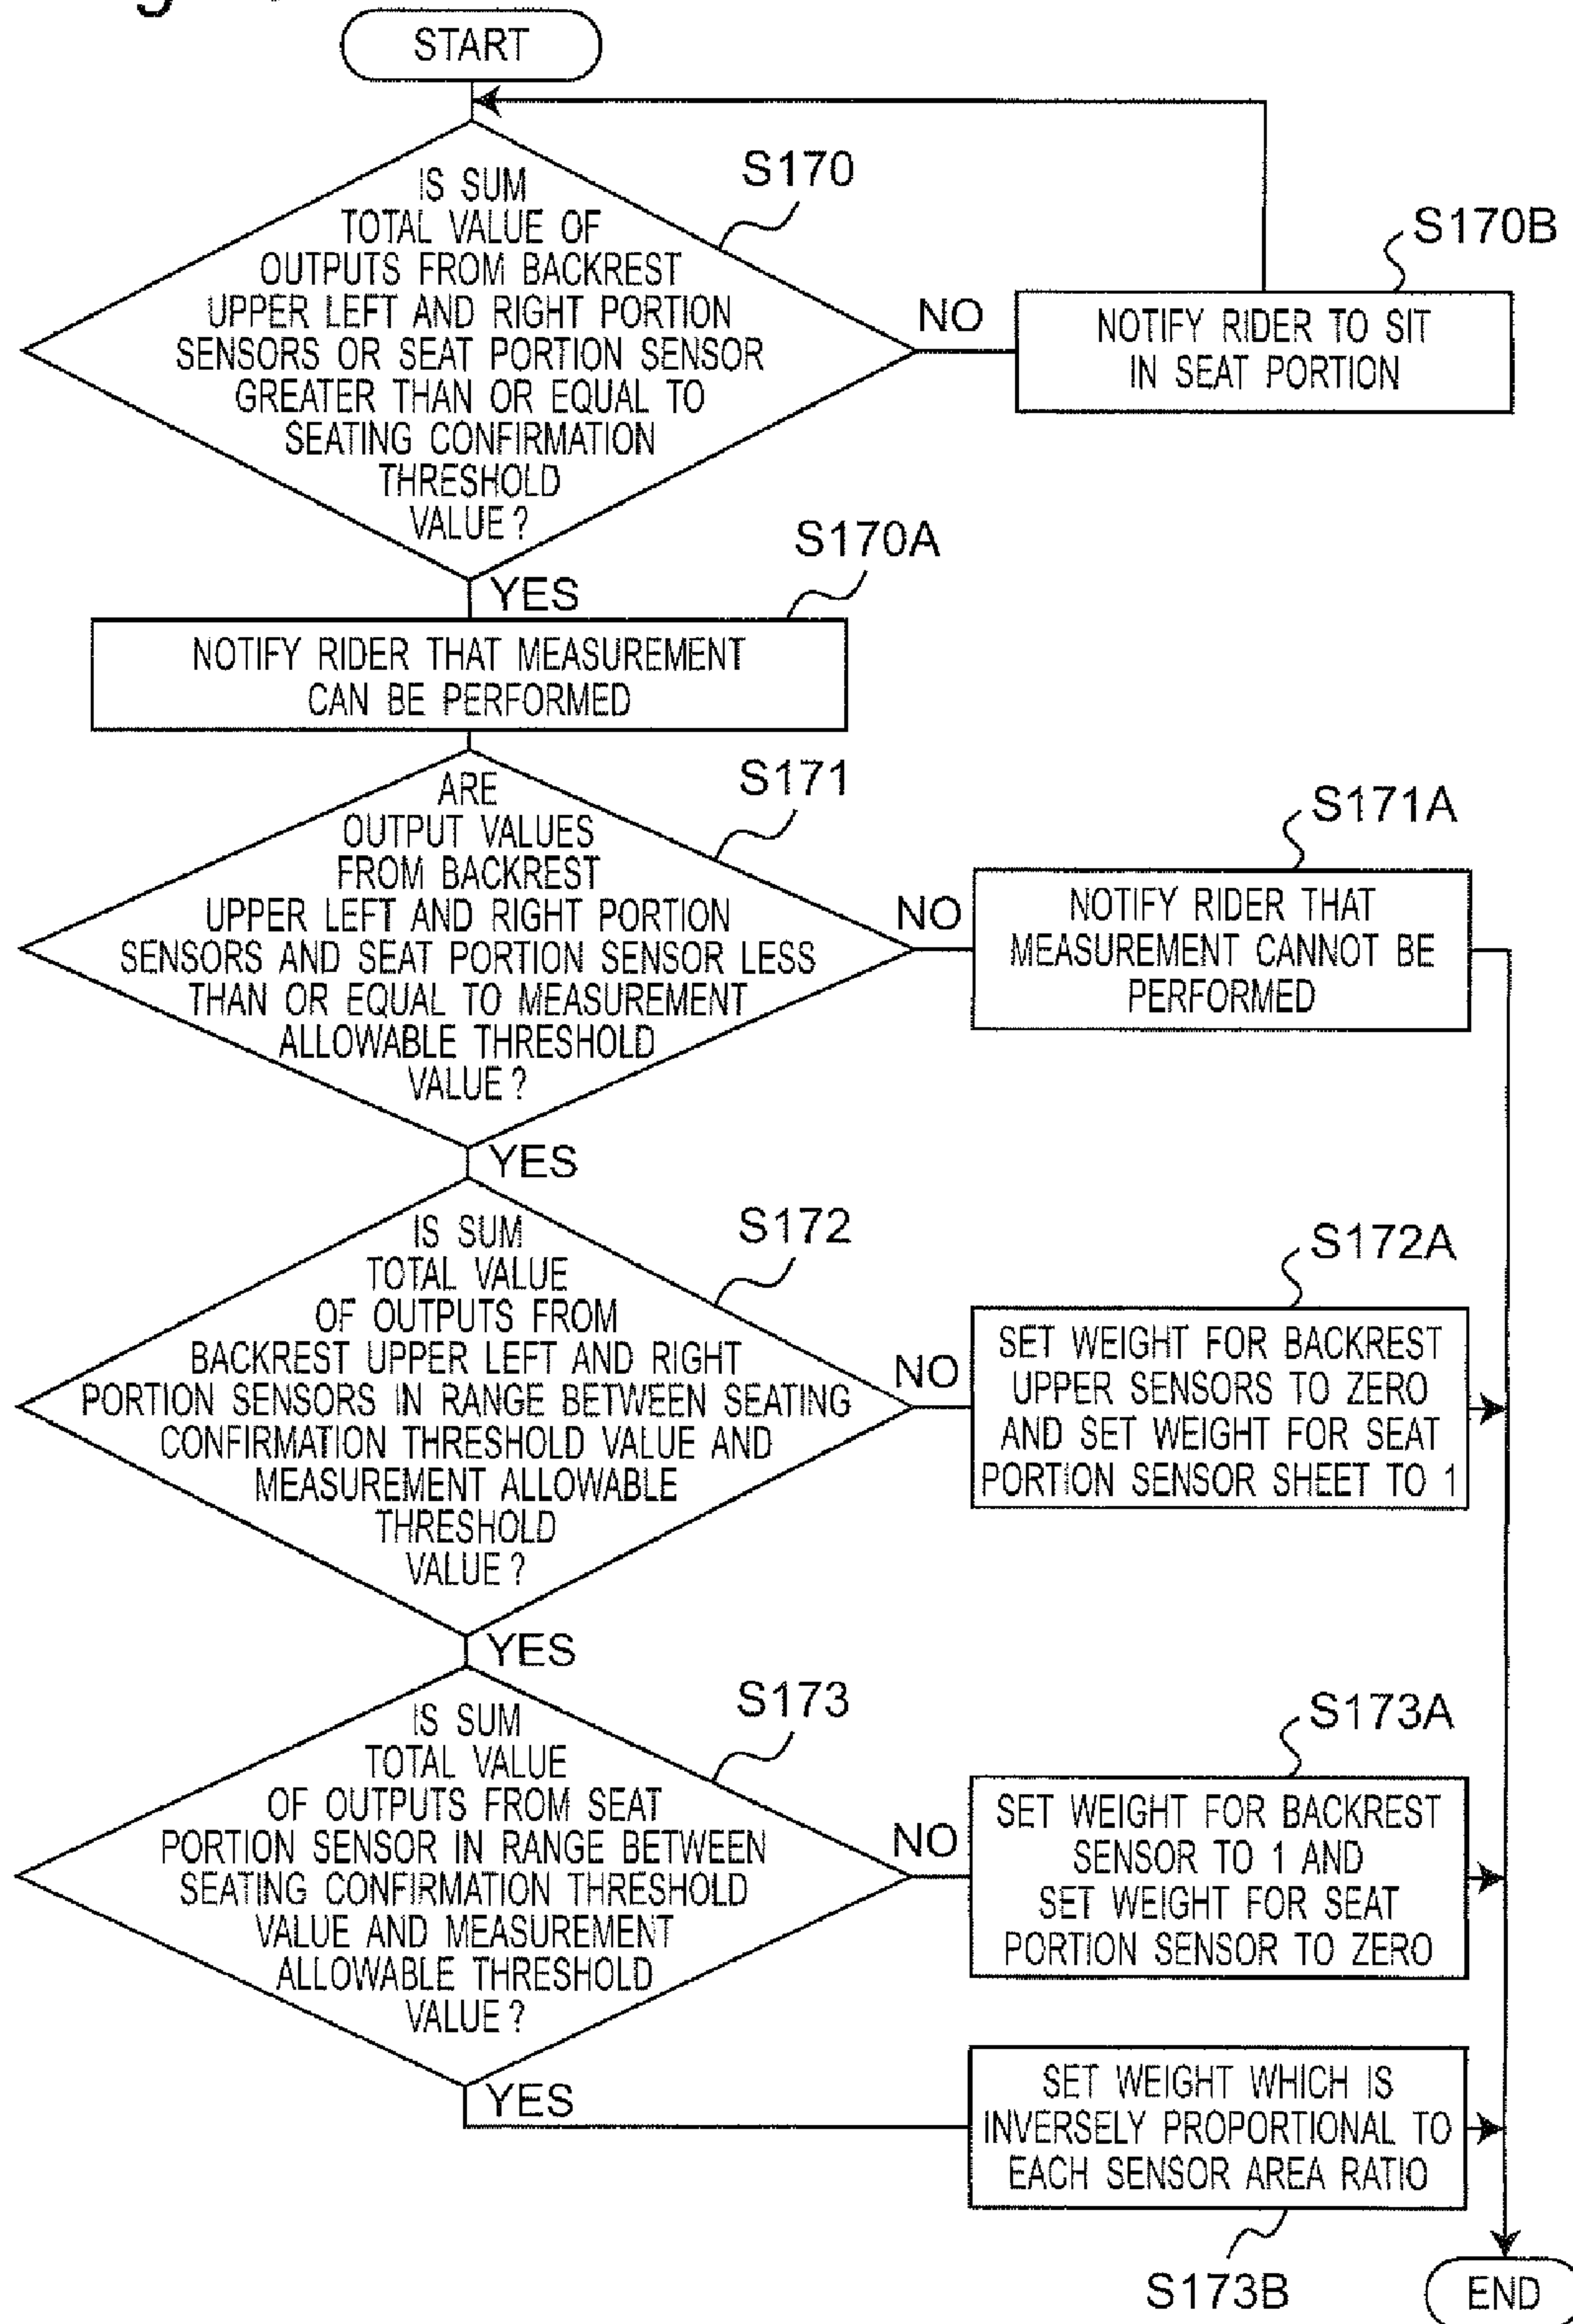 START
S170
IS SUM
TOTAL VALUE OF
OUTPUTS FROM BACKREST
UPPER LEFT AND RIGHT PORTION
SENSORS OR SEAT PORTION SENSOR
GREATER THAN OR EQUAL TO
SEATING CONFIRMATION
THRESHOLD
VALUE?
NO
S170B
NOTIFY RIDER TO SIT
IN SEAT PORTION
YES
S170A
NOTIFY RIDER THAT MEASUREMENT
CAN BE PERFORMED
S171
ARE
OUTPUT VALUES
FROM BACKREST
UPPER LEFT AND RIGHT PORTION
SENSORS AND SEAT PORTION SENSOR LESS
THAN OR EQUAL TO MEASUREMENT
ALLOWABLE THRESHOLD
VALUE?
NO
S171A
NOTIFY RIDER THAT
MEASUREMENT CANNOT BE
PERFORMED
YES
S172
IS SUM
TOTAL VALUE
OF OUTPUTS FROM
BACKREST UPPER LEFT AND RIGHT
PORTION SENSORS IN RANGE BETWEEN SEATING
CONFIRMATION THRESHOLD VALUE AND
MEASUREMENT ALLOWABLE
THRESHOLD
VALUE?
NO
S172A
SET WEIGHT FOR BACKREST
UPPER SENSORS TO ZERO
AND SET WEIGHT FOR SEAT
PORTION SENSOR SHEET TO 1
YES
S173
IS SUM
TOTAL VALUE
OF OUTPUTS FROM SEAT
PORTION SENSOR IN RANGE BETWEEN
SEATING CONFIRMATION THRESHOLD
VALUE AND MEASUREMENT
ALLOWABLE THRESHOLD
VALUE?
NO
S173A
SET WEIGHT FOR BACKREST
SENSOR TO 1 AND
SET WEIGHT FOR SEAT
PORTION SENSOR TO ZERO
YES
SET WEIGHT WHICH IS
INVERSELY PROPORTIONAL TO
EACH SENSOR AREA RATIO
S173B
END